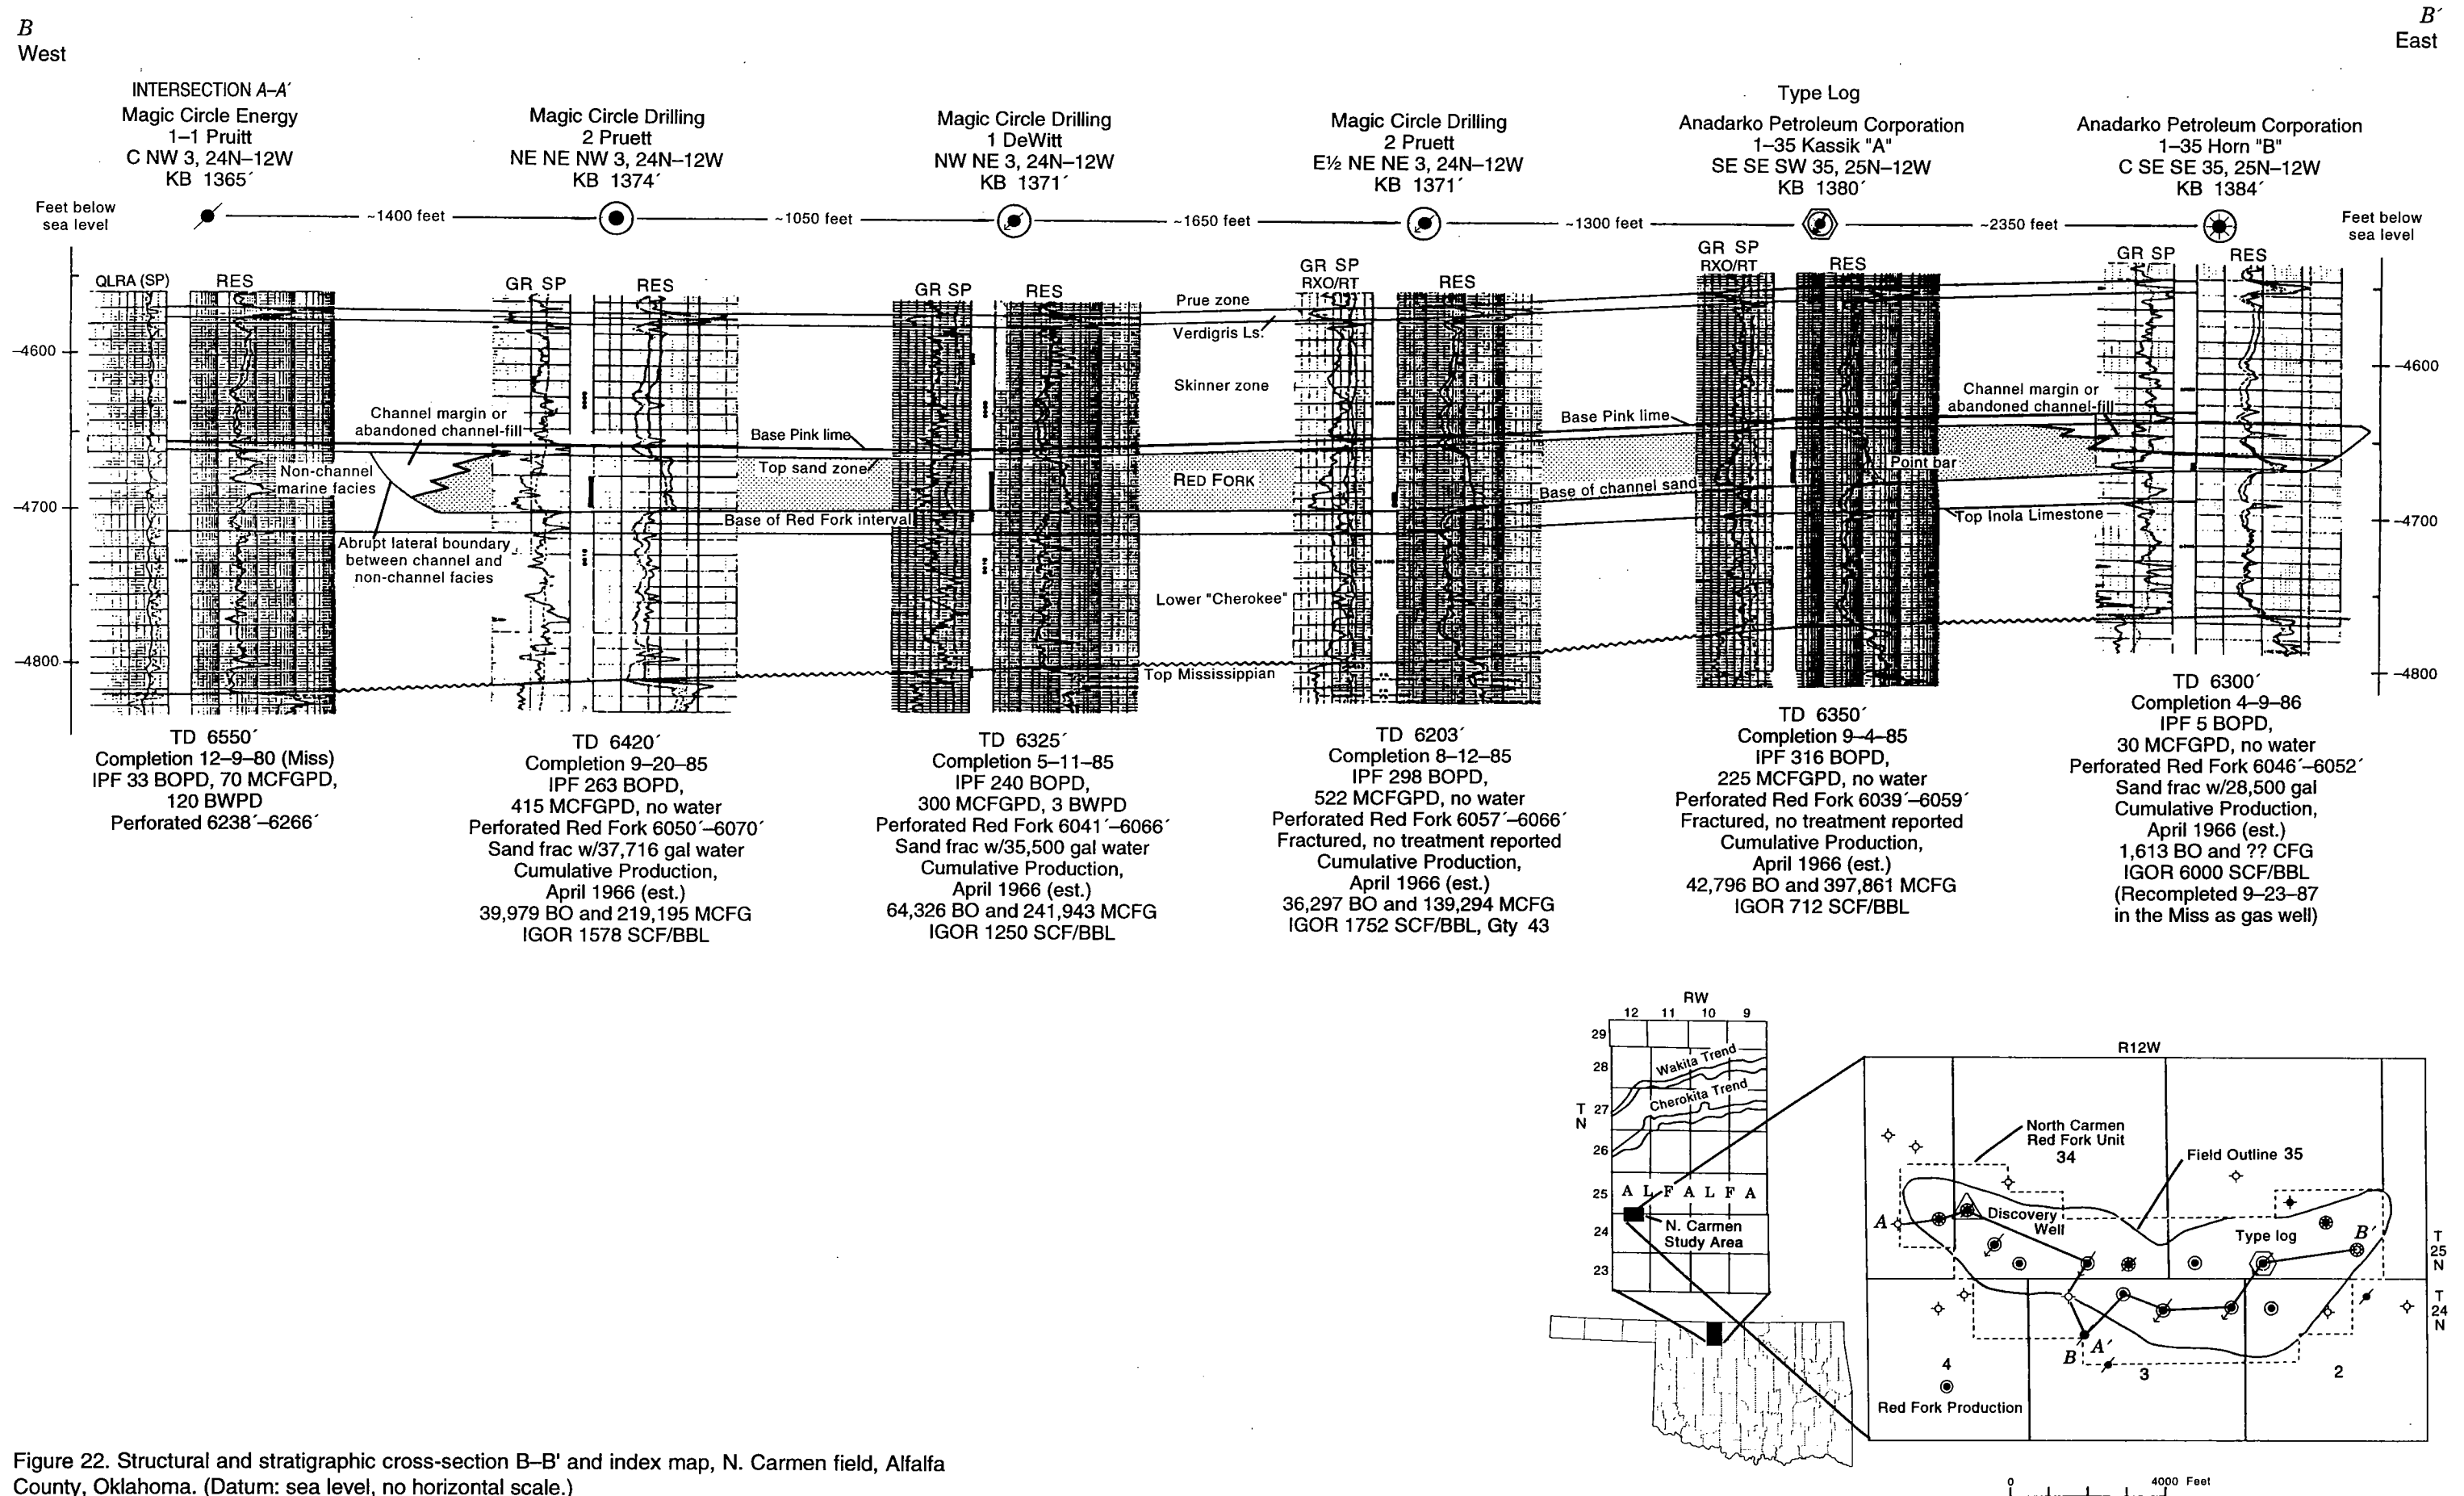 B
West
B′
East
INTERSECTION A–A′
Magic Circle Energy
1–1 Pruitt
C NW 3, 24N–12W
KB 1365′
Magic Circle Drilling
2 Pruett
NE NE NW 3, 24N–12W
KB 1374′
Magic Circle Drilling
1 DeWitt
NW NE 3, 24N–12W
KB 1371′
Magic Circle Drilling
2 Pruett
E½ NE NE 3, 24N–12W
KB 1371′
Type Log
Anadarko Petroleum Corporation
1–35 Kassik "A"
SE SE SW 35, 25N–12W
KB 1380′
Anadarko Petroleum Corporation
1–35 Horn "B"
C SE SE 35, 25N–12W
KB 1384′
Feet below
sea level
~1400 feet
~1050 feet
~1650 feet
~1300 feet
~2350 feet
Feet below
sea level
QLRA (SP)
RES
GR SP
RES
GR SP
RES
GR SP
RXO/RT
RES
GR SP
RXO/RT
RES
GR SP
RES
–4600
–4700
–4800
–4600
–4700
–4800
Prue zone
Verdigris Ls.
Skinner zone
Channel margin or
abandoned channel-fill
Non-channel
marine facies
Abrupt lateral boundary
between channel and
non-channel facies
Base Pink lime
Top sand zone
Base of Red Fork interval
RED FORK
Lower "Cherokee"
Top Mississippian
Base Pink lime
Base of channel sand
Point bar
Channel margin or
abandoned channel-fill
Top Inola Limestone
TD 6550′
Completion 12–9–80 (Miss)
IPF 33 BOPD, 70 MCFGPD,
120 BWPD
Perforated 6238′–6266′
TD 6420′
Completion 9–20–85
IPF 263 BOPD,
415 MCFGPD, no water
Perforated Red Fork 6050′–6070′
Sand frac w/37,716 gal water
Cumulative Production,
April 1966 (est.)
39,979 BO and 219,195 MCFG
IGOR 1578 SCF/BBL
TD 6325′
Completion 5–11–85
IPF 240 BOPD,
300 MCFGPD, 3 BWPD
Perforated Red Fork 6041′–6066′
Sand frac w/35,500 gal water
Cumulative Production,
April 1966 (est.)
64,326 BO and 241,943 MCFG
IGOR 1250 SCF/BBL
TD 6203′
Completion 8–12–85
IPF 298 BOPD,
522 MCFGPD, no water
Perforated Red Fork 6057′–6066′
Fractured, no treatment reported
Cumulative Production,
April 1966 (est.)
36,297 BO and 139,294 MCFG
IGOR 1752 SCF/BBL, Gty 43
TD 6350′
Completion 9–4–85
IPF 316 BOPD,
225 MCFGPD, no water
Perforated Red Fork 6039′–6059′
Fractured, no treatment reported
Cumulative Production,
April 1966 (est.)
42,796 BO and 397,861 MCFG
IGOR 712 SCF/BBL
TD 6300′
Completion 4–9–86
IPF 5 BOPD,
30 MCFGPD, no water
Perforated Red Fork 6046′–6052′
Sand frac w/28,500 gal
Cumulative Production,
April 1966 (est.)
1,613 BO and ?? CFG
IGOR 6000 SCF/BBL
(Recompleted 9–23–87
in the Miss as gas well)
RW
12 11 10 9
29
28
T 27
N
26
25
24
23
Wakita Trend
Cherokita Trend
A L F A L F A
N. Carmen
Study Area
R12W
North Carmen
Red Fork Unit
34
Field Outline 35
Discovery
Well
Type log
A
B′
T
25
N
T
24
N
B
A′
4
3
2
Red Fork Production
0 4000 Feet
Figure 22. Structural and stratigraphic cross-section B–B' and index map, N. Carmen field, Alfalfa
County, Oklahoma. (Datum: sea level, no horizontal scale.)